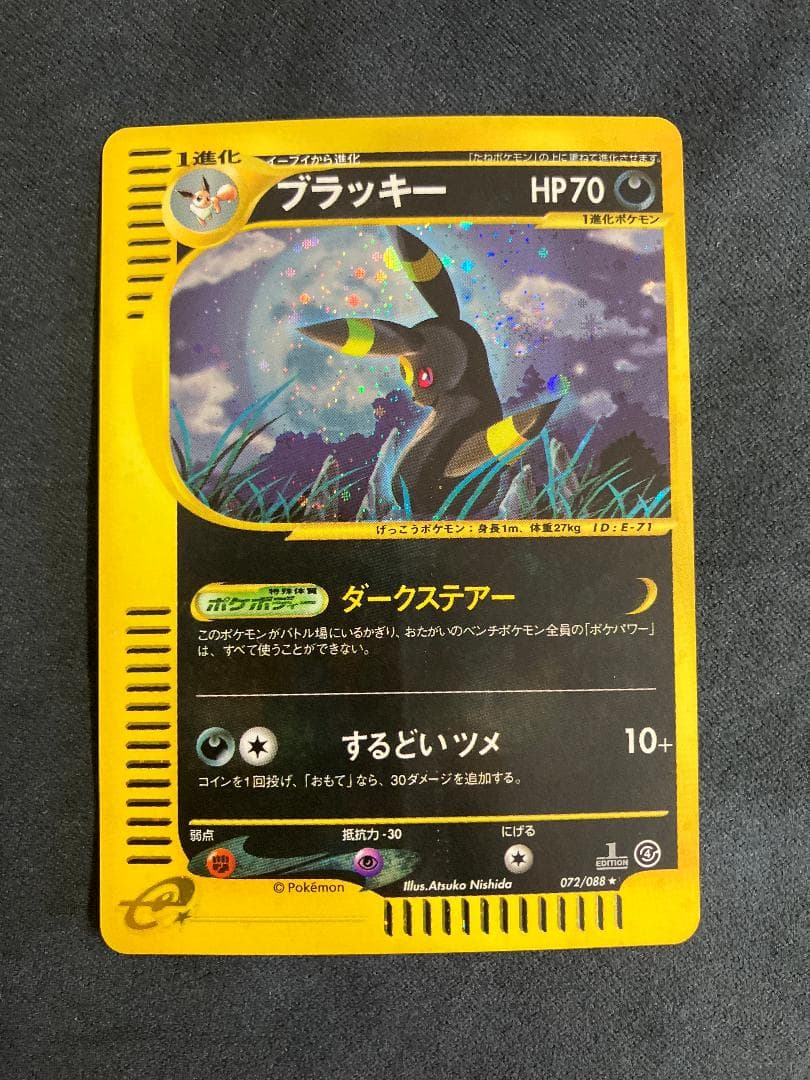 1進化
イーブイから進化
「たねポケモン」の上に重ねて進化させます。
ブラッキー
HP70
1進化ポケモン
げっこうポケモン：身長1m、体重27kg ID:E-71
特殊体質
ポケボディー
ダークステアー
このポケモンがバトル場にいるかぎり、おたがいのベンチポケモン全員の「ポケパワー」
は、すべて使うことができない。
するどいツメ
10+
コインを1回投げ、「おもて」なら、30ダメージを追加する。
弱点
抵抗力-30
にげる
1
EDITION
4
©Pokémon
Illus.Atsuko Nishida
072/088★
e